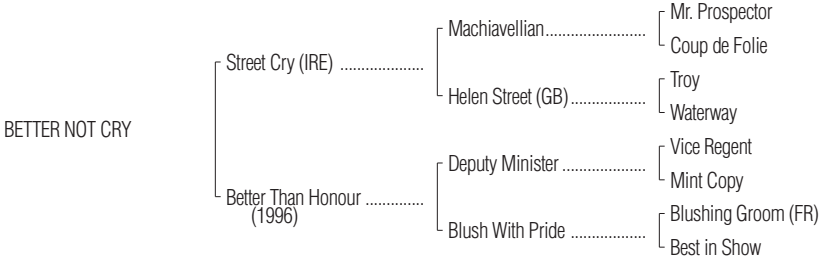 Mr. Prospector
Machiavellian.......................
Coup de Folie
Street Cry (IRE) ...................
Troy
Helen Street (GB)..................
Waterway
BETTER NOT CRY
Vice Regent
Deputy Minister ....................
Mint Copy
Better Than Honour .............
(1996)
Blushing Groom (FR)
Blush With Pride ..................
Best in Show